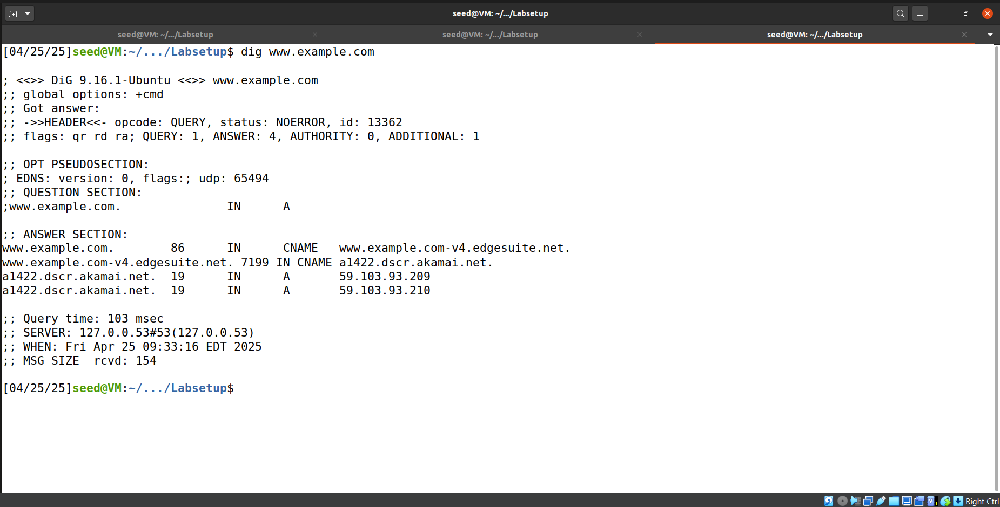 seed@VM: ~/.../Labsetup
seed@VM: ~/.../Labsetup seed@VM: ~/.../Labsetup seed@VM: ~/.../Labsetup
[04/25/25]seed@VM:~/.../Labsetup$ dig www.example.com
; <<>> DiG 9.16.1-Ubuntu <<>> www.example.com
;; global options: +cmd
;; Got answer:
;; ->>HEADER<<- opcode: QUERY, status: NOERROR, id: 13362
;; flags: qr rd ra; QUERY: 1, ANSWER: 4, AUTHORITY: 0, ADDITIONAL: 1
;; OPT PSEUDOSECTION:
; EDNS: version: 0, flags:; udp: 65494
;; QUESTION SECTION:
;www.example.com. IN A
;; ANSWER SECTION:
www.example.com. 86 IN CNAME www.example.com-v4.edgesuite.net.
www.example.com-v4.edgesuite.net. 7199 IN CNAME a1422.dscr.akamai.net.
a1422.dscr.akamai.net. 19 IN A 59.103.93.209
a1422.dscr.akamai.net. 19 IN A 59.103.93.210
;; Query time: 103 msec
;; SERVER: 127.0.0.53#53(127.0.0.53)
;; WHEN: Fri Apr 25 09:33:16 EDT 2025
;; MSG SIZE  rcvd: 154
[04/25/25]seed@VM:~/.../Labsetup$
Right Ctrl